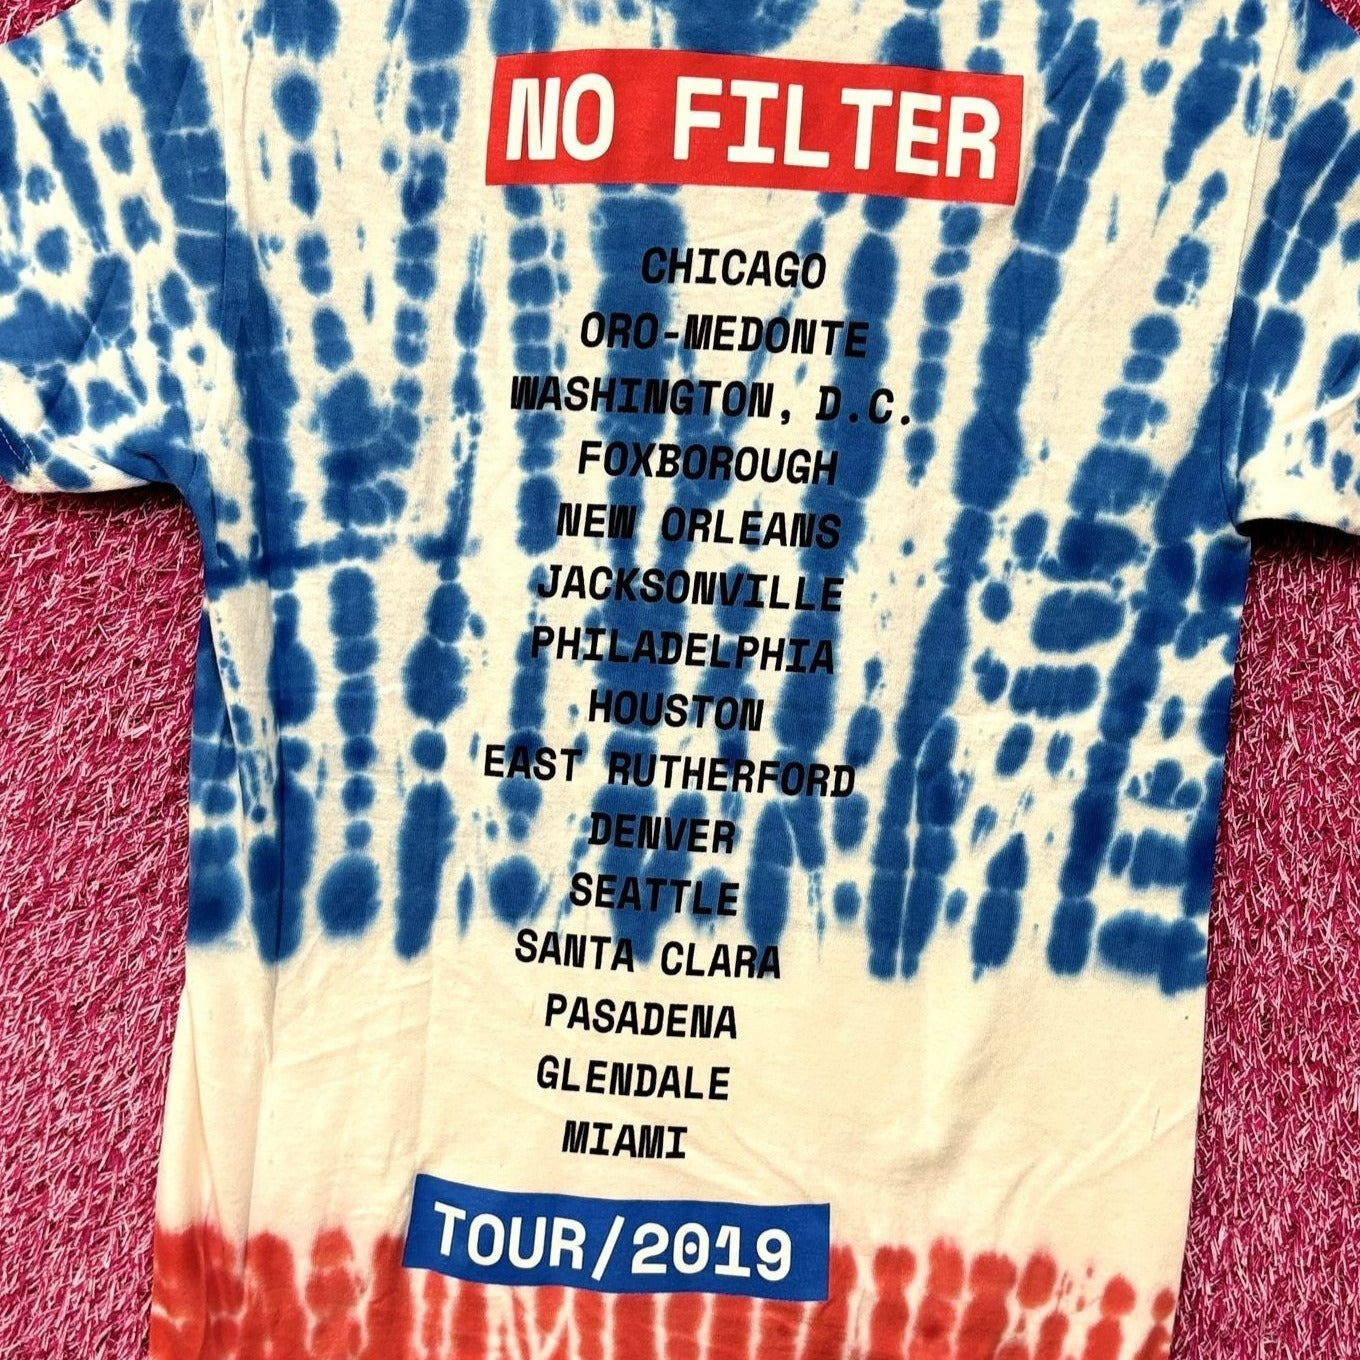 NO FILTER
CHICAGO
ORO-MEDONTE
WASHINGTON, D.C.
FOXBOROUGH
NEW ORLEANS
JACKSONVILLE
PHILADELPHIA
HOUSTON
EAST RUTHERFORD
DENVER
SEATTLE
SANTA CLARA
PASADENA
GLENDALE
MIAMI
TOUR/2019